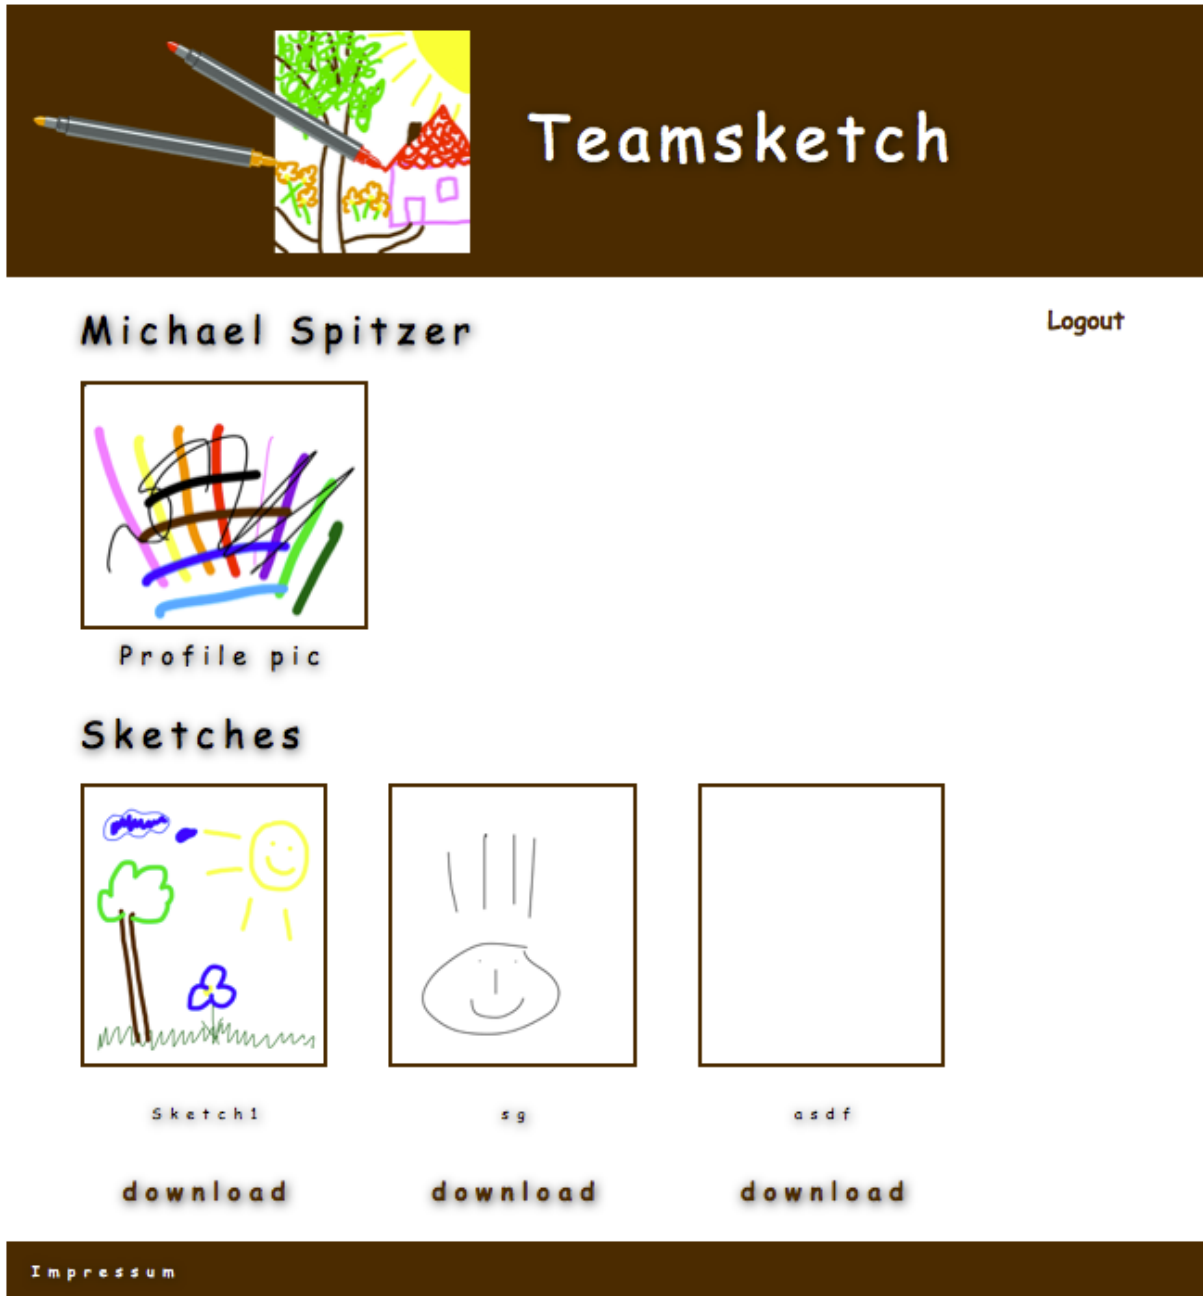 Teamsketch
Michael Spitzer
Logout
Profile pic
Sketches
Sketch1
sg
asdf
download
download
download
Impressum